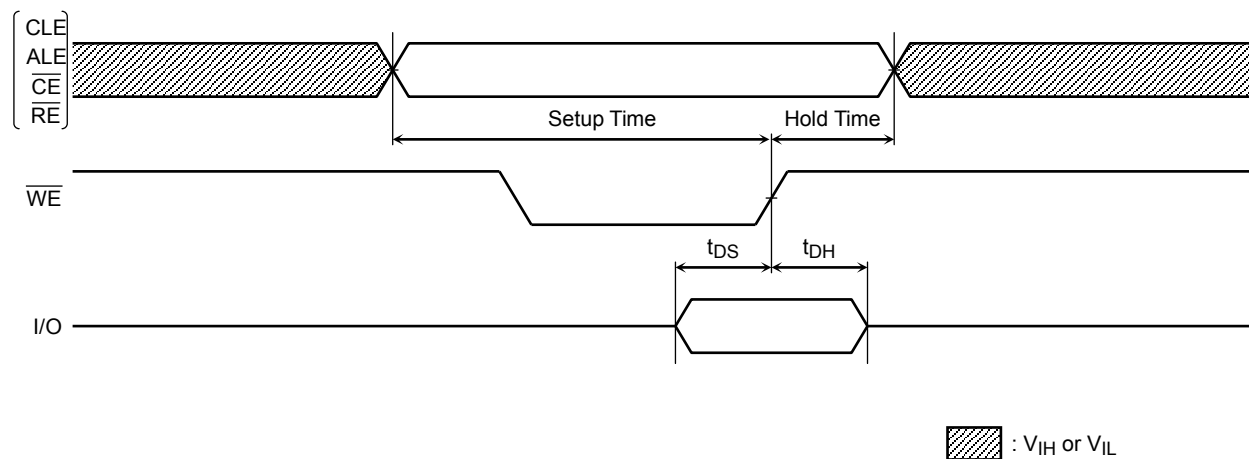 CLE
ALE
CE
RE
Setup Time
Hold Time
WE
tDS
tDH
I/O
: VIH or VIL